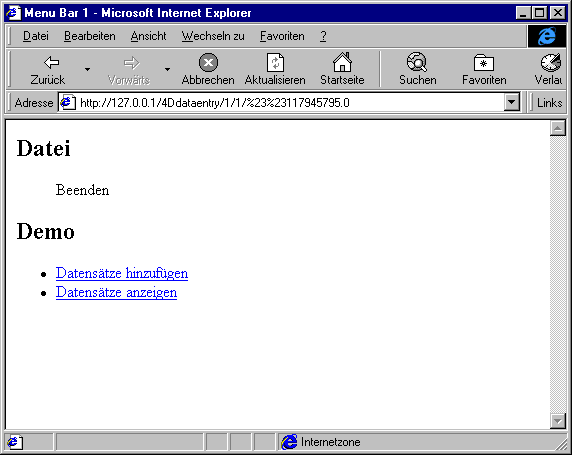 Menu Bar 1 - Microsoft Internet Explorer
Datei Bearbeiten Ansicht Wechseln zu Favoriten ?
Zurück Vorwärts Abbrechen Aktualisieren Startseite Suchen Favoriten Verlau
Adresse http://127.0.0.1/4Ddataentry/1/1/%23%23117945795.0 Links
Datei
Beenden
Demo
Datensätze hinzufügen
Datensätze anzeigen
Internetzone